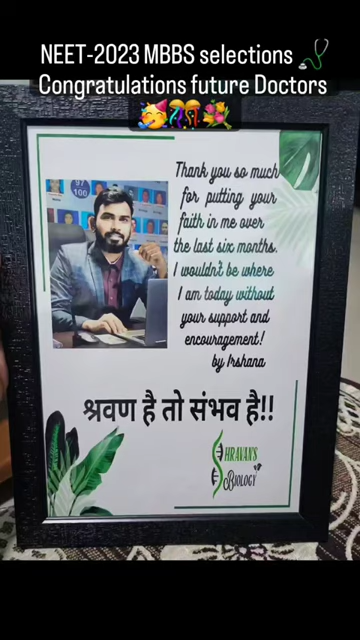 NEET-2023 MBBS selections 🩺
Congratulations future Doctors
🥳🎊💐
97
100
Thank you so much
for putting your
faith in me over
the last six months.
I wouldn't be where
I am today without
your support and
encouragement!
by Irshana
श्रवण है तो संभव है!!
SHRAVAN'S
BIOLOGY